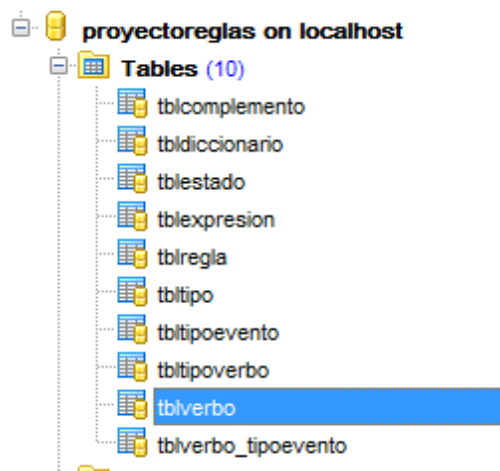 proyectoreglas on localhost
Tables (10)
tblcomplemento
tbldiccionario
tblestado
tblexpresion
tblregla
tbltipo
tbltipoevento
tbltipoverbo
tblverbo
tblverbo_tipoevento